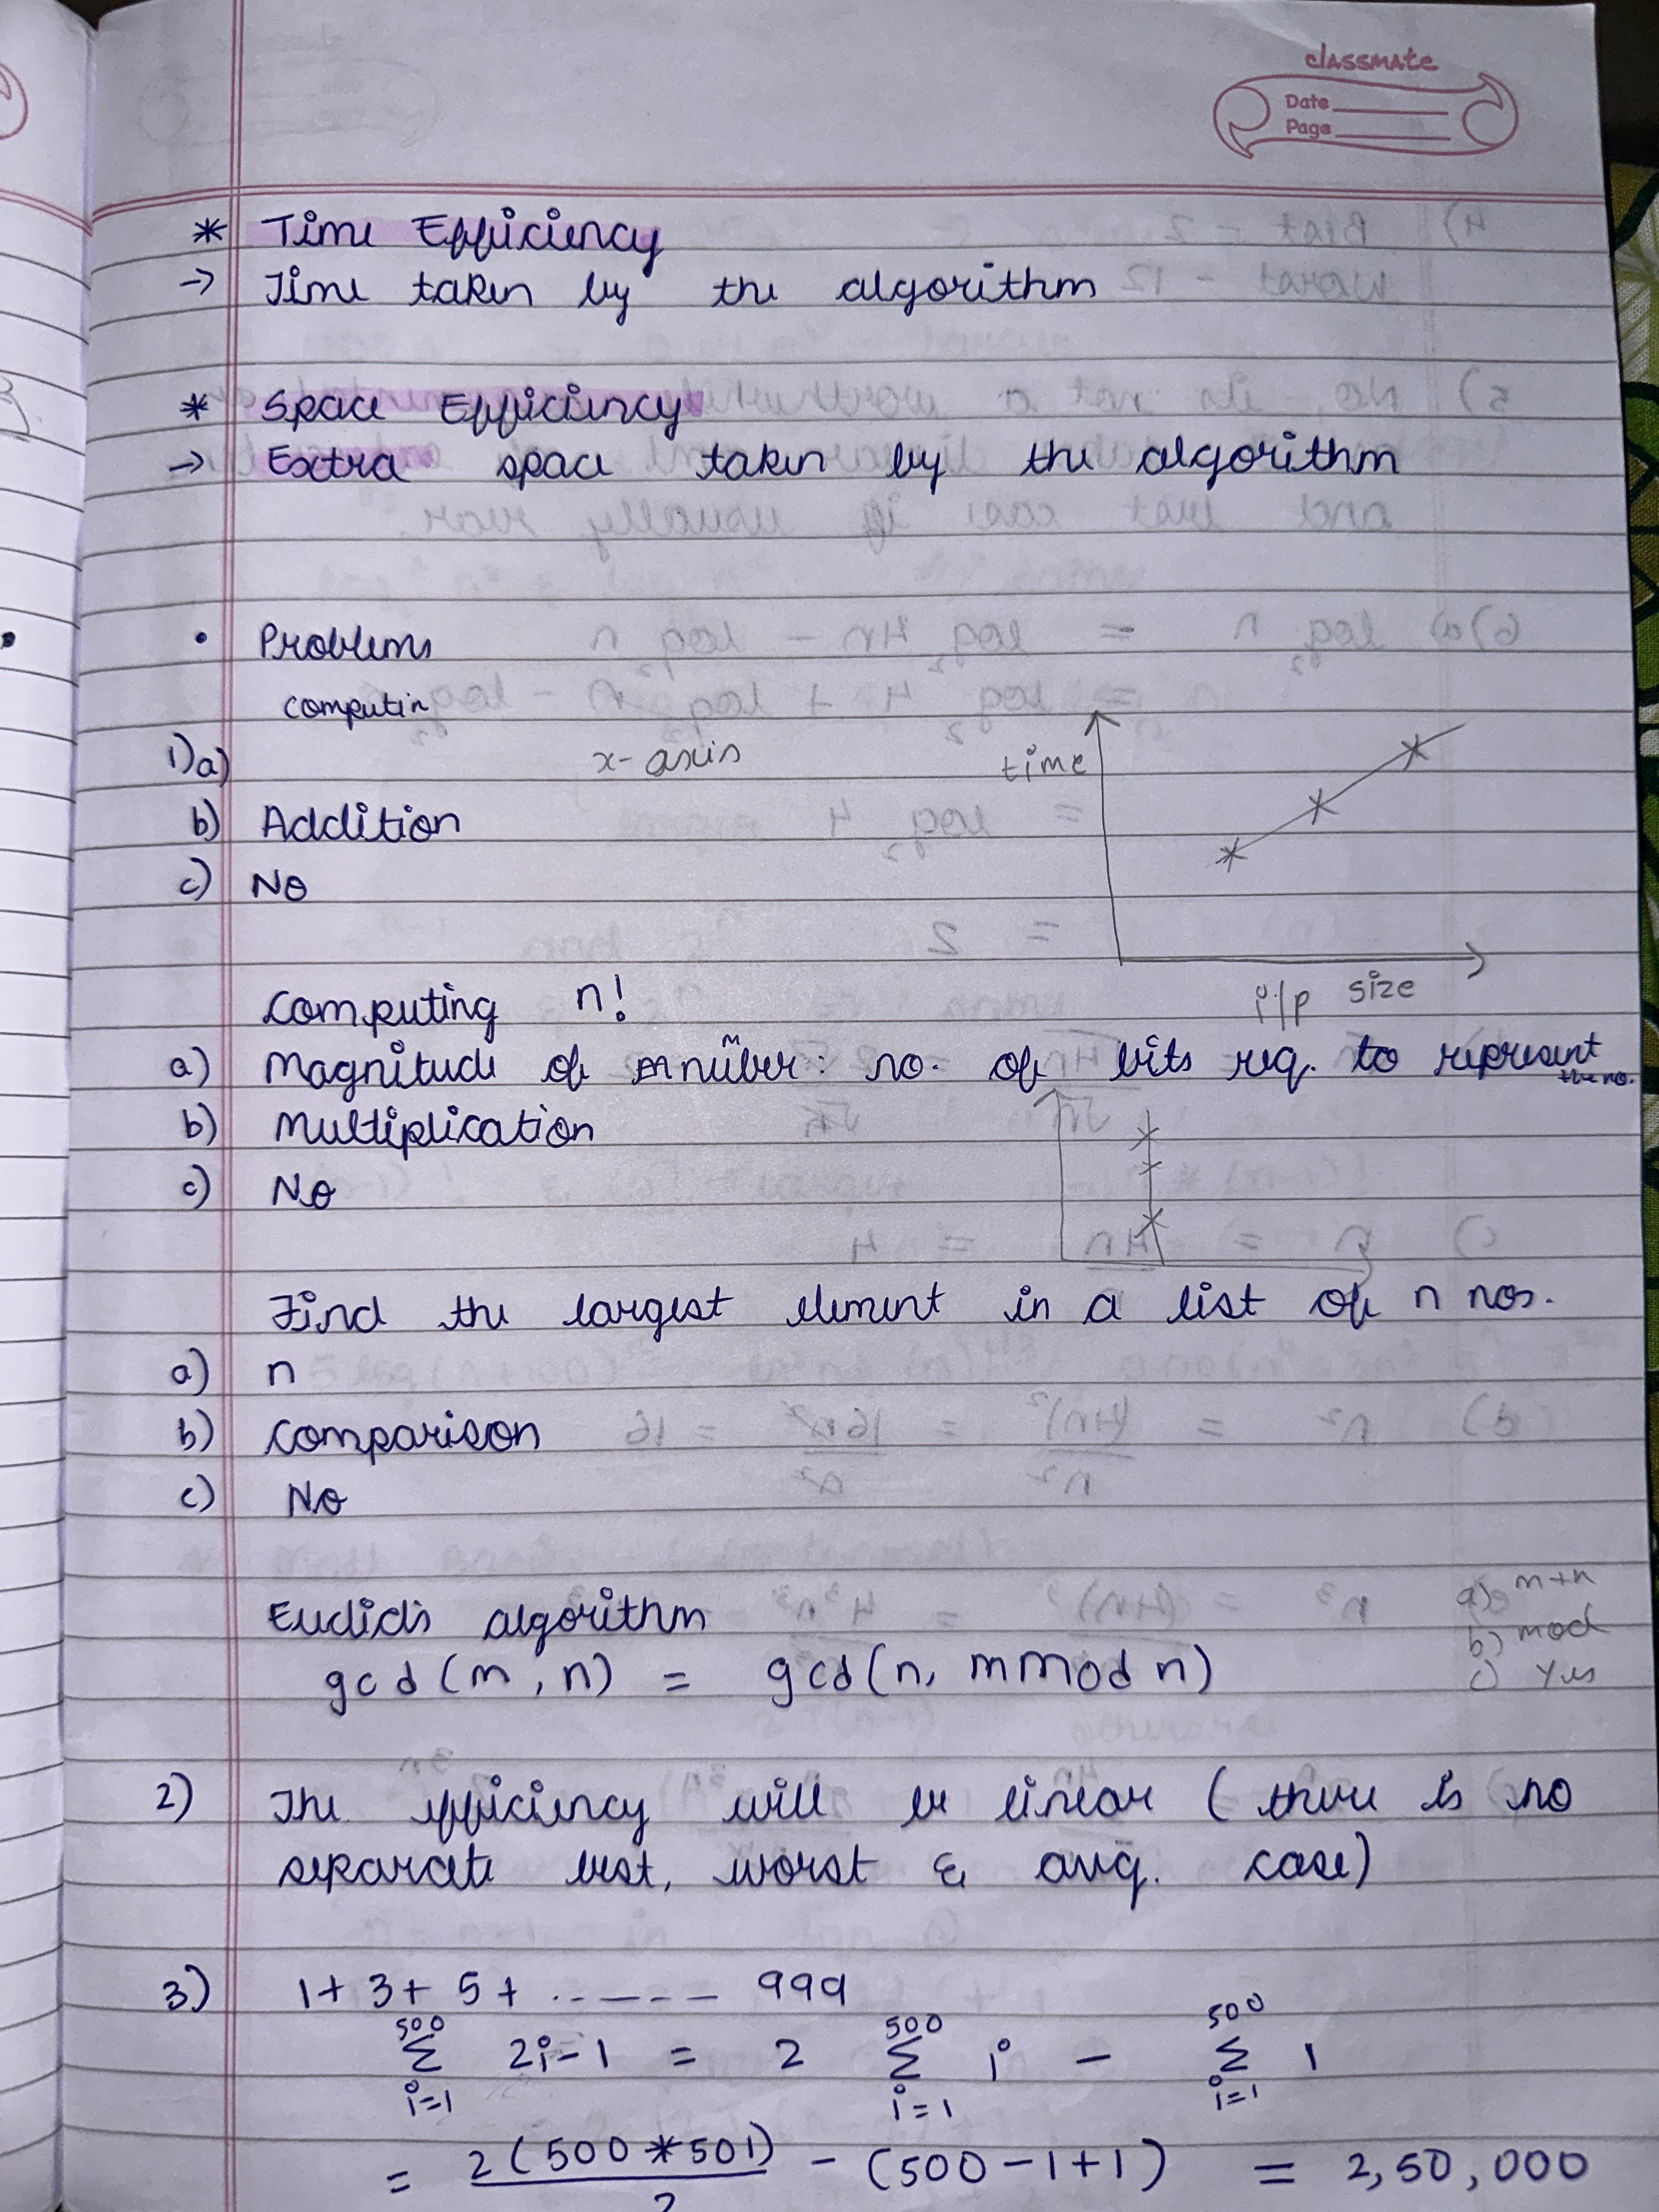 classmate
Date
Page
* Time Efficiency
→ Time taken by the algorithm
* Space Efficiency
→ Extra space taken by the algorithm
• Problems
computin
1) a) x-axis
time
b) Addition
c) No
i/p size
Computing n!
a) Magnitude of number: no. of bits req. to represent the no.
b) Multiplication
c) No
Find the largest element in a list of n nos.
a) n
b) Comparison
c) No
Euclid's algorithm
gcd(m, n) = gcd(n, m mod n)
a) m+n
b) mod
c) Yes
2) The efficiency will be linear (there is no
separate best, worst & avg. case)
3) 1 + 3 + 5 + ...--- 999
500 500 500
Σ 2i-1 = 2 Σ i - Σ 1
i=1 i=1 i=1
= 2(500*501) - (500-1+1) = 2,50,000
2